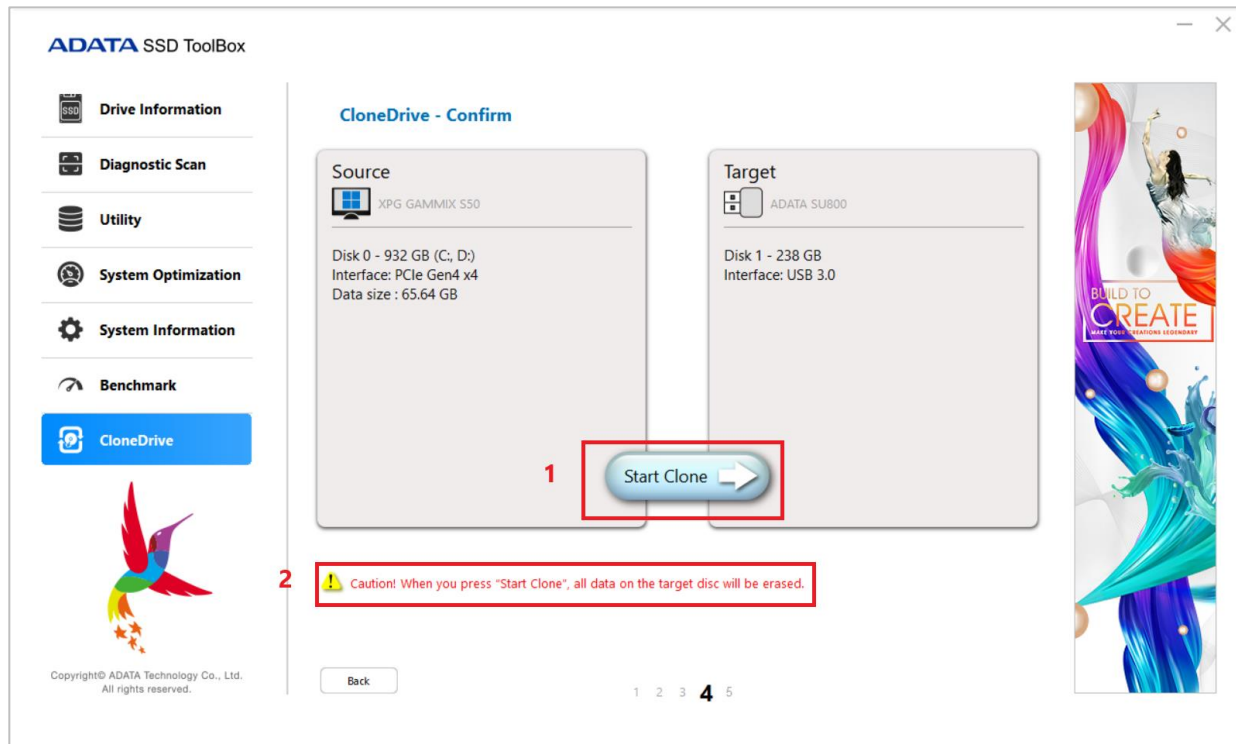 ADATA SSD ToolBox
SSD
Drive Information
Diagnostic Scan
Utility
System Optimization
System Information
Benchmark
CloneDrive
Copyright© ADATA Technology Co., Ltd.
All rights reserved.
CloneDrive - Confirm
Source
XPG GAMMIX S50
Disk 0 - 932 GB (C:, D:)
Interface: PCIe Gen4 x4
Data size : 65.64 GB
Target
ADATA SU800
Disk 1 - 238 GB
Interface: USB 3.0
1
Start Clone
2
Caution! When you press "Start Clone", all data on the target disc will be erased.
Back
1 2 3 4 5
BUILD TO
CREATE
MAKE YOUR CREATIONS LEGENDARY